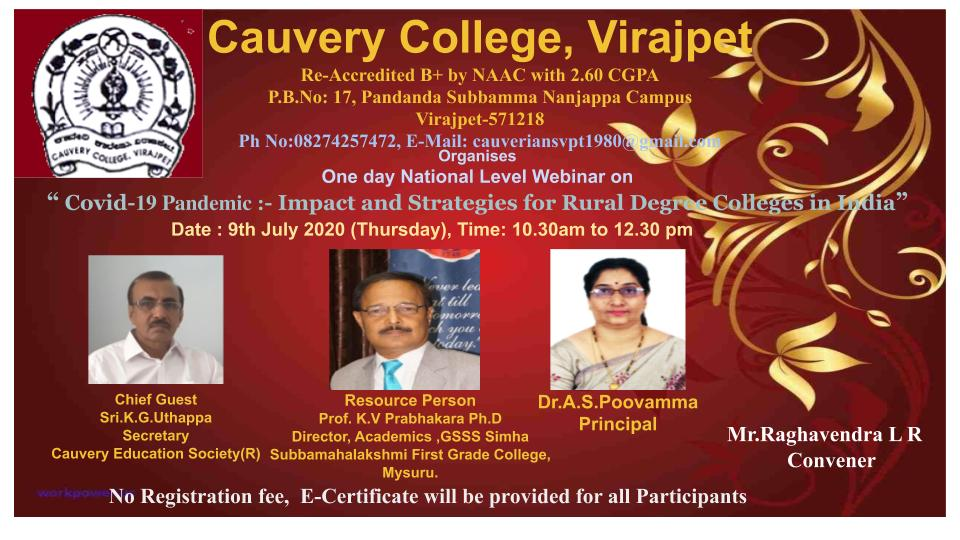 Cauvery College, Virajpet
Re-Accredited B+ by NAAC with 2.60 CGPA
P.B.No: 17, Pandanda Subbamma Nanjappa Campus
Virajpet-571218
Ph No:08274257472, E-Mail: cauveriansvpt1980@gmail.com
Organises
One day National Level Webinar on
“ Covid-19 Pandemic :- Impact and Strategies for Rural Degree Colleges in India”
Date : 9th July 2020 (Thursday), Time: 10.30am to 12.30 pm
CAUVERY COLLEGE, VIRAJPET
Chief Guest
Sri.K.G.Uthappa
Secretary
Cauvery Education Society(R)
Resource Person
Prof. K.V Prabhakara Ph.D
Director, Academics ,GSSS Simha
Subbamahalakshmi First Grade College,
Mysuru.
Dr.A.S.Poovamma
Principal
Mr.Raghavendra L R
Convener
No Registration fee, E-Certificate will be provided for all Participants